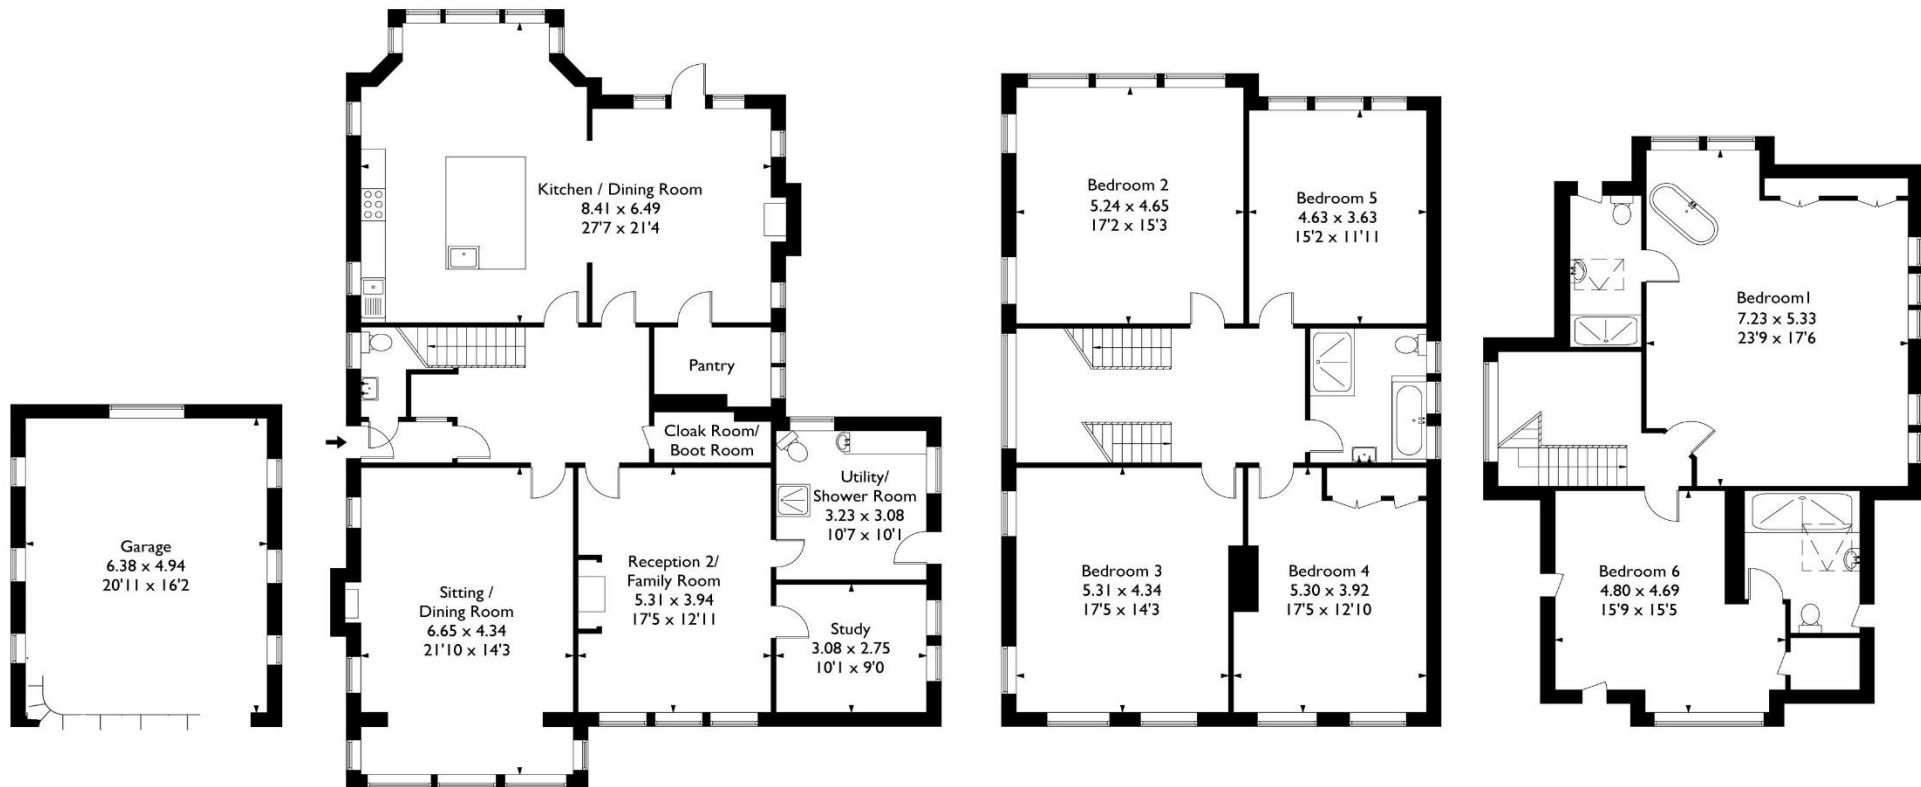 Garage
6.38 x 4.94
20'11 x 16'2
Kitchen / Dining Room
8.41 x 6.49
27'7 x 21'4
Pantry
Cloak Room/
Boot Room
Utility/
Shower Room
3.23 x 3.08
10'7 x 10'1
Sitting /
Dining Room
6.65 x 4.34
21'10 x 14'3
Reception 2/
Family Room
5.31 x 3.94
17'5 x 12'11
Study
3.08 x 2.75
10'1 x 9'0
Bedroom 2
5.24 x 4.65
17'2 x 15'3
Bedroom 5
4.63 x 3.63
15'2 x 11'11
Bedroom 3
5.31 x 4.34
17'5 x 14'3
Bedroom 4
5.30 x 3.92
17'5 x 12'10
Bedroom1
7.23 x 5.33
23'9 x 17'6
Bedroom 6
4.80 x 4.69
15'9 x 15'5